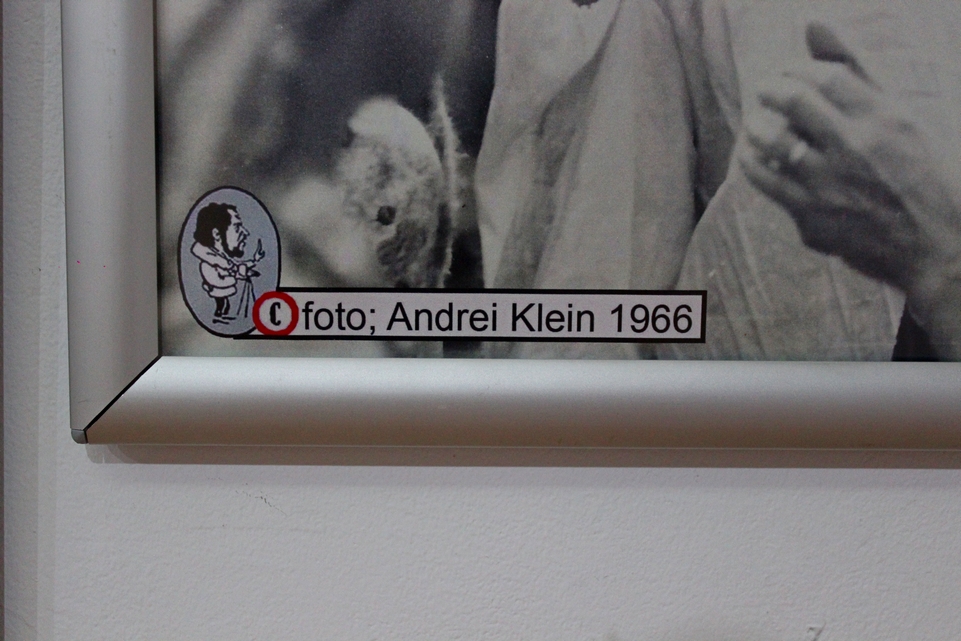 C foto; Andrei Klein 1966